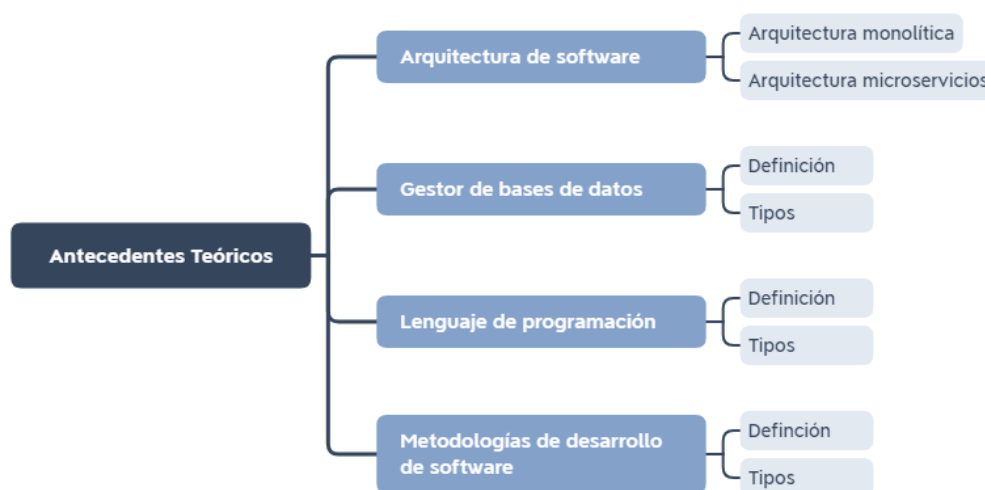 Antecedentes Teóricos
Arquitectura de software
Arquitectura monolítica
Arquitectura microservicios
Gestor de bases de datos
Definición
Tipos
Lenguaje de programación
Definición
Tipos
Metodologías de desarrollo
de software
Definción
Tipos